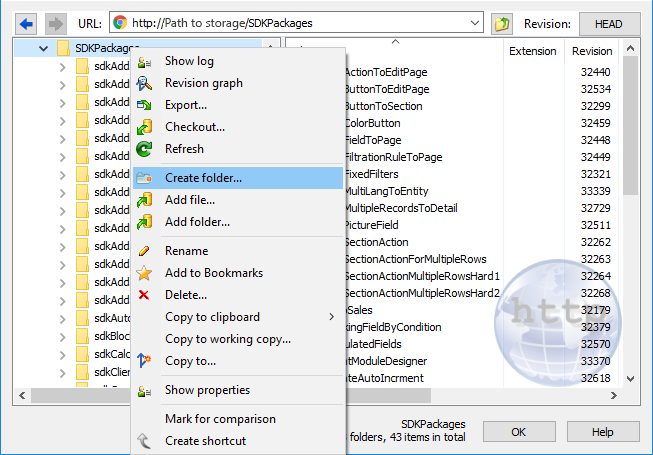 URL: http://Path to storage/SDKPackages Revision: HEAD
SDKPackages
Extension Revision
Show log
Revision graph
Export...
Checkout...
Refresh
Create folder...
Add file...
Add folder...
Rename
Add to Bookmarks
Delete...
Copy to clipboard
Copy to working copy...
Copy to...
Show properties
Mark for comparison
Create shortcut
sdkAdd
sdkAdd
sdkAdd
sdkAdd
sdkAdd
sdkAdd
sdkAdd
sdkAdd
sdkAdd
sdkAdd
sdkAdd
sdkAdd
sdkAdd
sdkAuto
sdkBloc
sdkCalc
sdkClien
ActionToEditPage 32440
ButtonToEditPage 32534
ButtonToSection 32299
ColorButton 32459
FieldToPage 32448
FiltrationRuleToPage 32449
FixedFilters 32321
MultiLangToEntity 33339
MultipleRecordsToDetail 32729
PictureField 32511
SectionAction 32262
SectionActionForMultipleRows 32263
SectionActionMultipleRowsHard1 32264
SectionActionMultipleRowsHard2 32268
Sales 32179
ingFieldByCondition 32379
ulatedFields 32570
tModuleDesigner 33370
teAutoIncrment 32618
http
SDKPackages
folders, 43 items in total
OK
Help